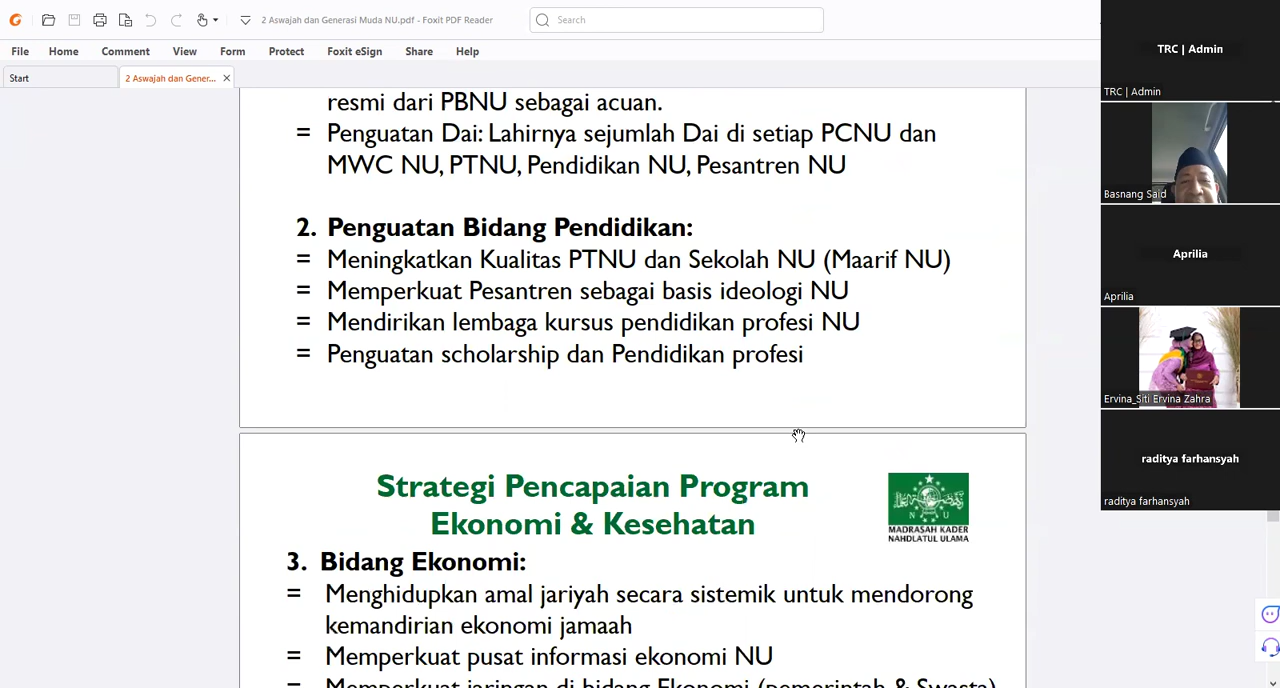 2 Aswajah dan Generasi Muda NU.pdf - Foxit PDF Reader
Search
File Home Comment View Form Protect Foxit eSign Share Help
Start
2 Aswajah dan Gener...
resmi dari PBNU sebagai acuan.
= Penguatan Dai: Lahirnya sejumlah Dai di setiap PCNU dan
MWC NU, PTNU, Pendidikan NU, Pesantren NU
2. Penguatan Bidang Pendidikan:
= Meningkatkan Kualitas PTNU dan Sekolah NU (Maarif NU)
= Memperkuat Pesantren sebagai basis ideologi NU
= Mendirikan lembaga kursus pendidikan profesi NU
= Penguatan scholarship dan Pendidikan profesi
Strategi Pencapaian Program
Ekonomi & Kesehatan
N U
MADRASAH KADER
NAHDLATUL ULAMA
3. Bidang Ekonomi:
= Menghidupkan amal jariyah secara sistemik untuk mendorong
kemandirian ekonomi jamaah
= Memperkuat pusat informasi ekonomi NU
= Memperkuat jaringan di bidang Ekonomi (pemerintah & Swasta)
TRC | Admin
TRC | Admin
Basnang Said
Aprilia
Aprilia
Ervina_Siti Ervina Zahra
raditya farhansyah
raditya farhansyah